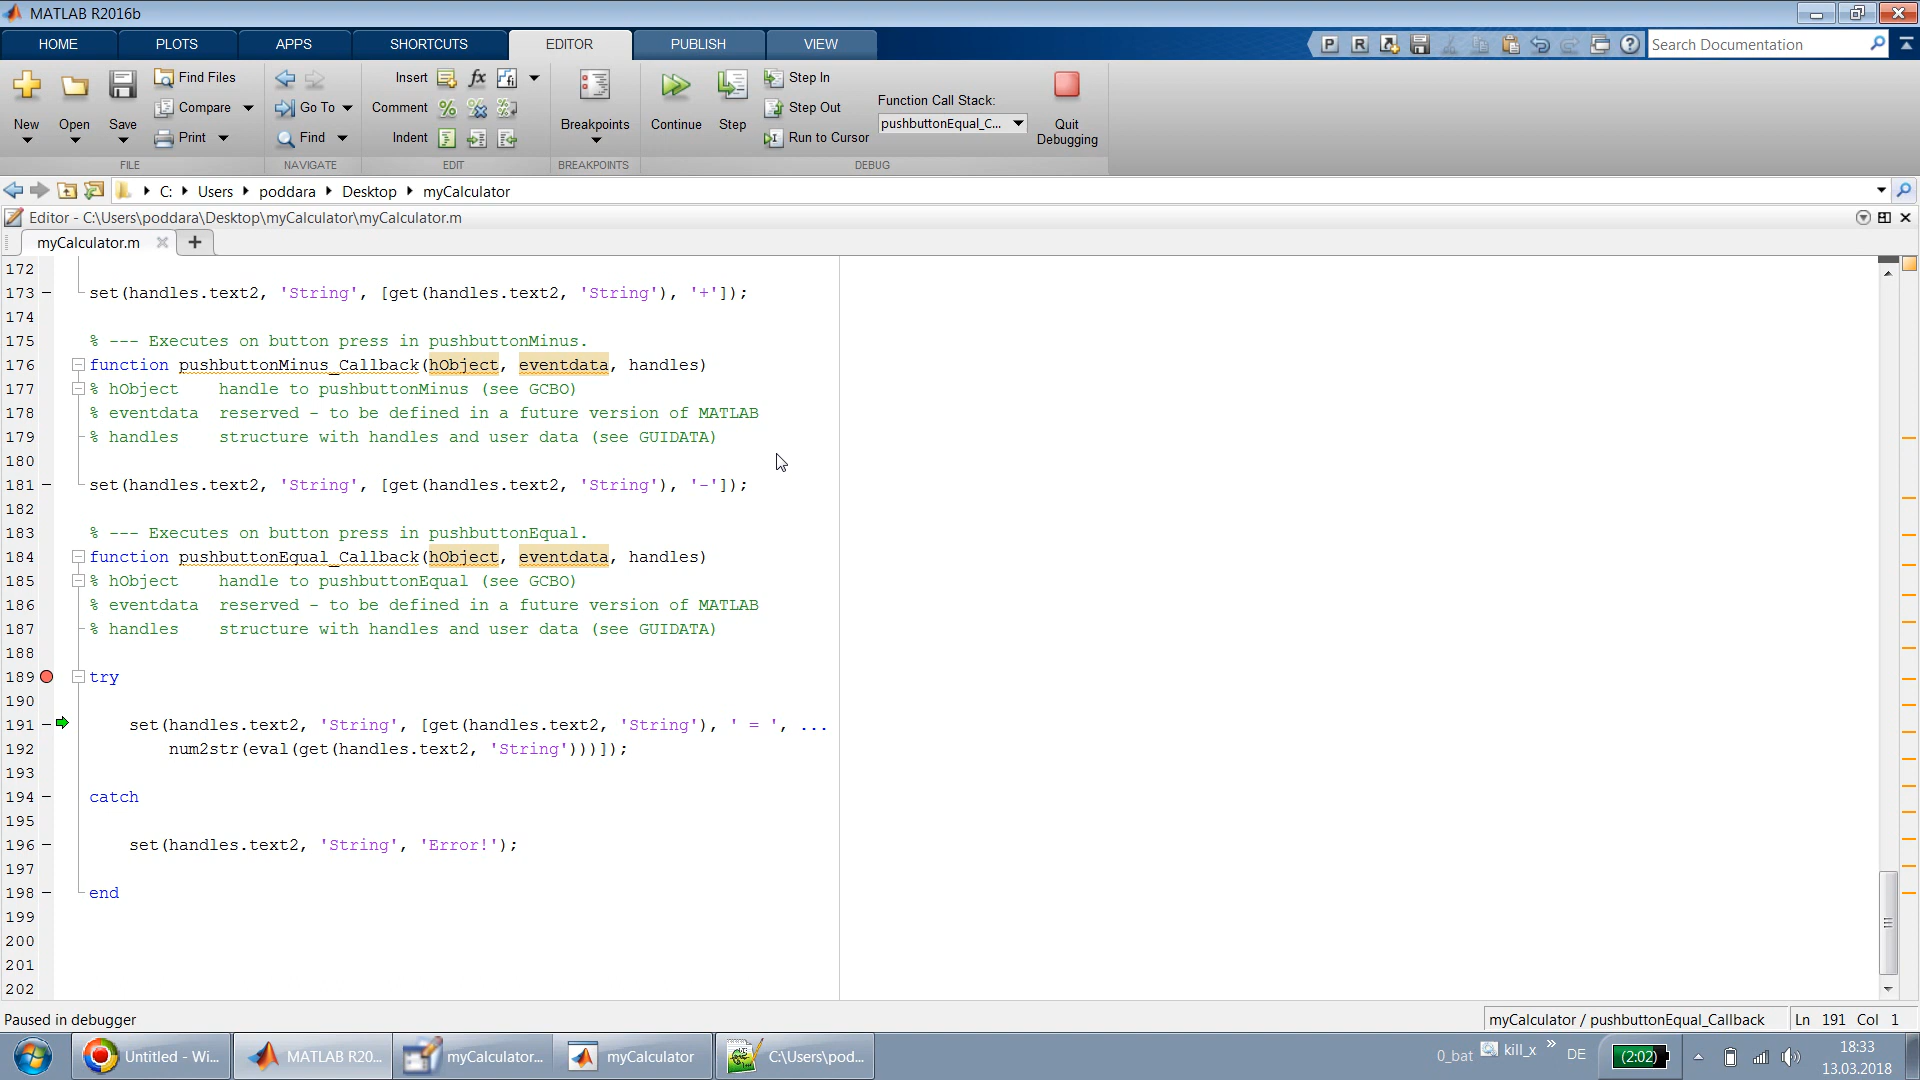 MATLAB R2016b
HOME PLOTS APPS SHORTCUTS EDITOR PUBLISH VIEW
Search Documentation
New Open Save
Find Files
Compare
Print
FILE
Go To
Find
NAVIGATE
Insert
Comment
Indent
EDIT
Breakpoints
BREAKPOINTS
Continue Step
Step In
Step Out
Run to Cursor
Function Call Stack:
pushbuttonEqual_C...
Quit
Debugging
DEBUG
C: Users poddara Desktop myCalculator
Editor - C:\Users\poddara\Desktop\myCalculator\myCalculator.m
myCalculator.m
172
173 set(handles.text2, 'String', [get(handles.text2, 'String'), '+']);
174
175 % --- Executes on button press in pushbuttonMinus.
176 function pushbuttonMinus_Callback(hObject, eventdata, handles)
177 % hObject    handle to pushbuttonMinus (see GCBO)
178 % eventdata  reserved - to be defined in a future version of MATLAB
179 % handles    structure with handles and user data (see GUIDATA)
180
181 set(handles.text2, 'String', [get(handles.text2, 'String'), '-']);
182
183 % --- Executes on button press in pushbuttonEqual.
184 function pushbuttonEqual_Callback(hObject, eventdata, handles)
185 % hObject    handle to pushbuttonEqual (see GCBO)
186 % eventdata  reserved - to be defined in a future version of MATLAB
187 % handles    structure with handles and user data (see GUIDATA)
188
189 try
190
191 set(handles.text2, 'String', [get(handles.text2, 'String'), ' = ', ...
192 num2str(eval(get(handles.text2, 'String')))]);
193
194 catch
195
196 set(handles.text2, 'String', 'Error!');
197
198 end
199
200
201
202
Paused in debugger
myCalculator / pushbuttonEqual_Callback
Ln 191 Col 1
Untitled - Wi...
MATLAB R20...
myCalculator...
myCalculator
C:\Users\pod...
0_bat
kill_x
DE
(2:02)
18:33
13.03.2018